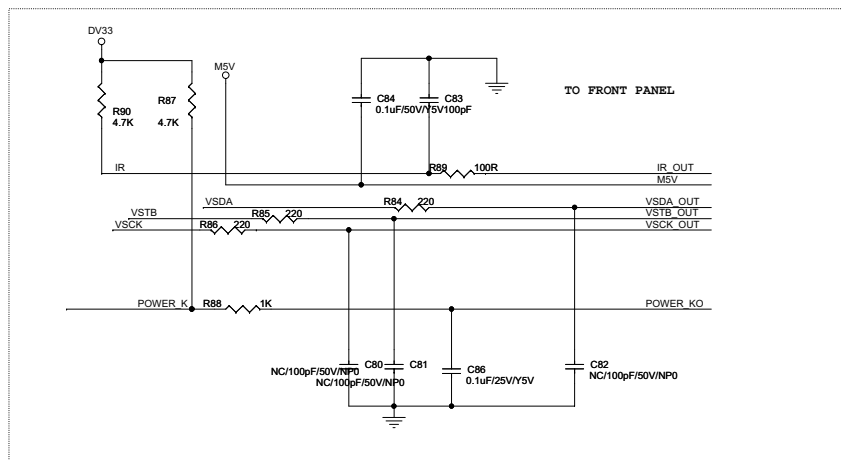 DV33
M5V
R90
4.7K
R87
4.7K
C84
0.1uF/50V/Y5V
C83
100pF
TO FRONT PANEL
IR
R89
100R
IR_OUT
M5V
VSDA
R84
220
VSDA_OUT
VSTB
R85
220
VSTB_OUT
VSCK
R86
220
VSCK_OUT
POWER_K
R88
1K
POWER_KO
C80
NC/100pF/50V/NP0
C81
NC/100pF/50V/NP0
C86
0.1uF/25V/Y5V
C82
NC/100pF/50V/NP0